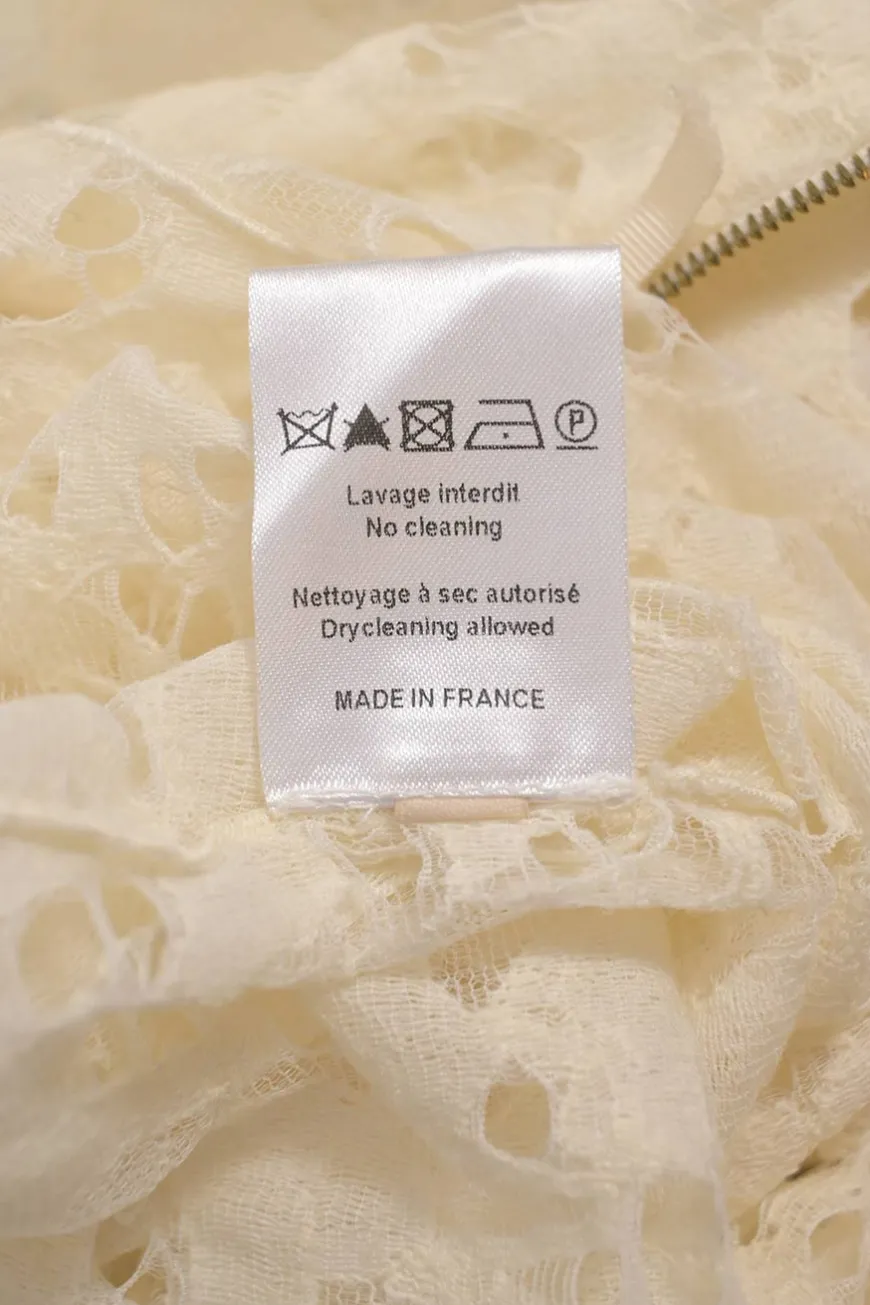 P
Lavage interdit
No cleaning
Nettoyage à sec autorisé
Drycleaning allowed
MADE IN FRANCE